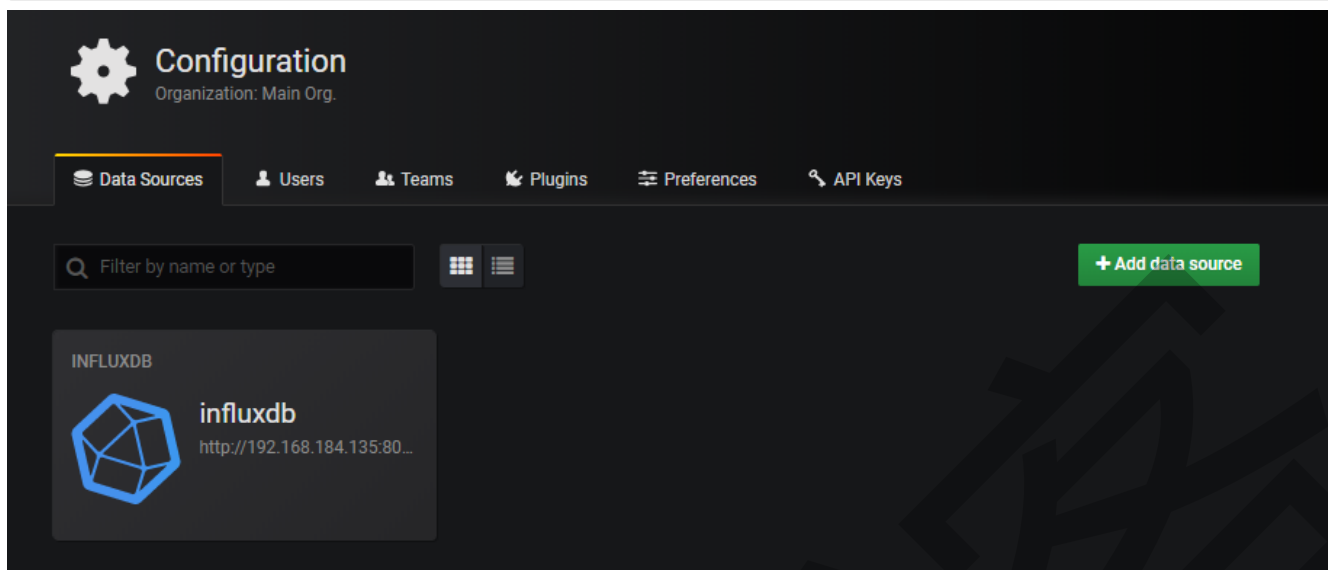 Configuration
Organization: Main Org.
Data Sources Users Teams Plugins Preferences API Keys
Filter by name or type
+ Add data source
INFLUXDB
influxdb
http://192.168.184.135:80...